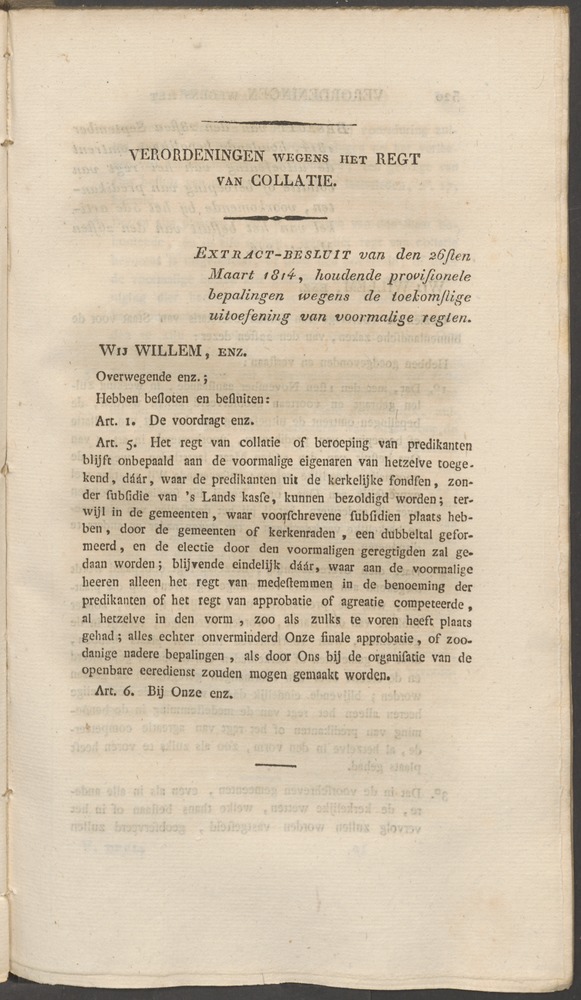 VERORDENINGEN WEGENS HET REGT
VAN COLLATIE.
EXTRACT-BESLUIT van den 26ſten
Maart 1814, houdende proviſionele
bepalingen wegens de toekomſtige
uitoefening van voormalige regten.
WIJ WILLEM, ENZ.
Overwegende enz.;
Hebben beſloten en beſluiten:
Art. 1. De voordragt enz.
Art. 5. Het regt van collatie of beroeping van predikanten
blijft onbepaald aan de voormalige eigenaren van hetzelve toege-
kend, dáár, waar de predikanten uit de kerkelijke fondſen, zon-
der ſubſidie van 's Lands kasſe, kunnen bezoldigd worden; ter-
wijl in de gemeenten, waar voorſchrevene ſubſidien plaats heb-
ben, door de gemeenten of kerkenraden, een dubbeltal gefor-
meerd, en de electie door den voormaligen geregtigden zal ge-
daan worden; blijvende eindelijk dáár, waar aan de voormalige
heeren alleen het regt van medeſtemmen in de benoeming der
predikanten of het regt van approbatie of agreatie competeerde,
al hetzelve in den vorm, zoo als zulks te voren heeft plaats
gehad; alles echter onverminderd Onze finale approbatie, of zoo-
danige nadere bepalingen, als door Ons bij de organiſatie van de
openbare eeredienst zouden mogen gemaakt worden.
Art. 6. Bij Onze enz.